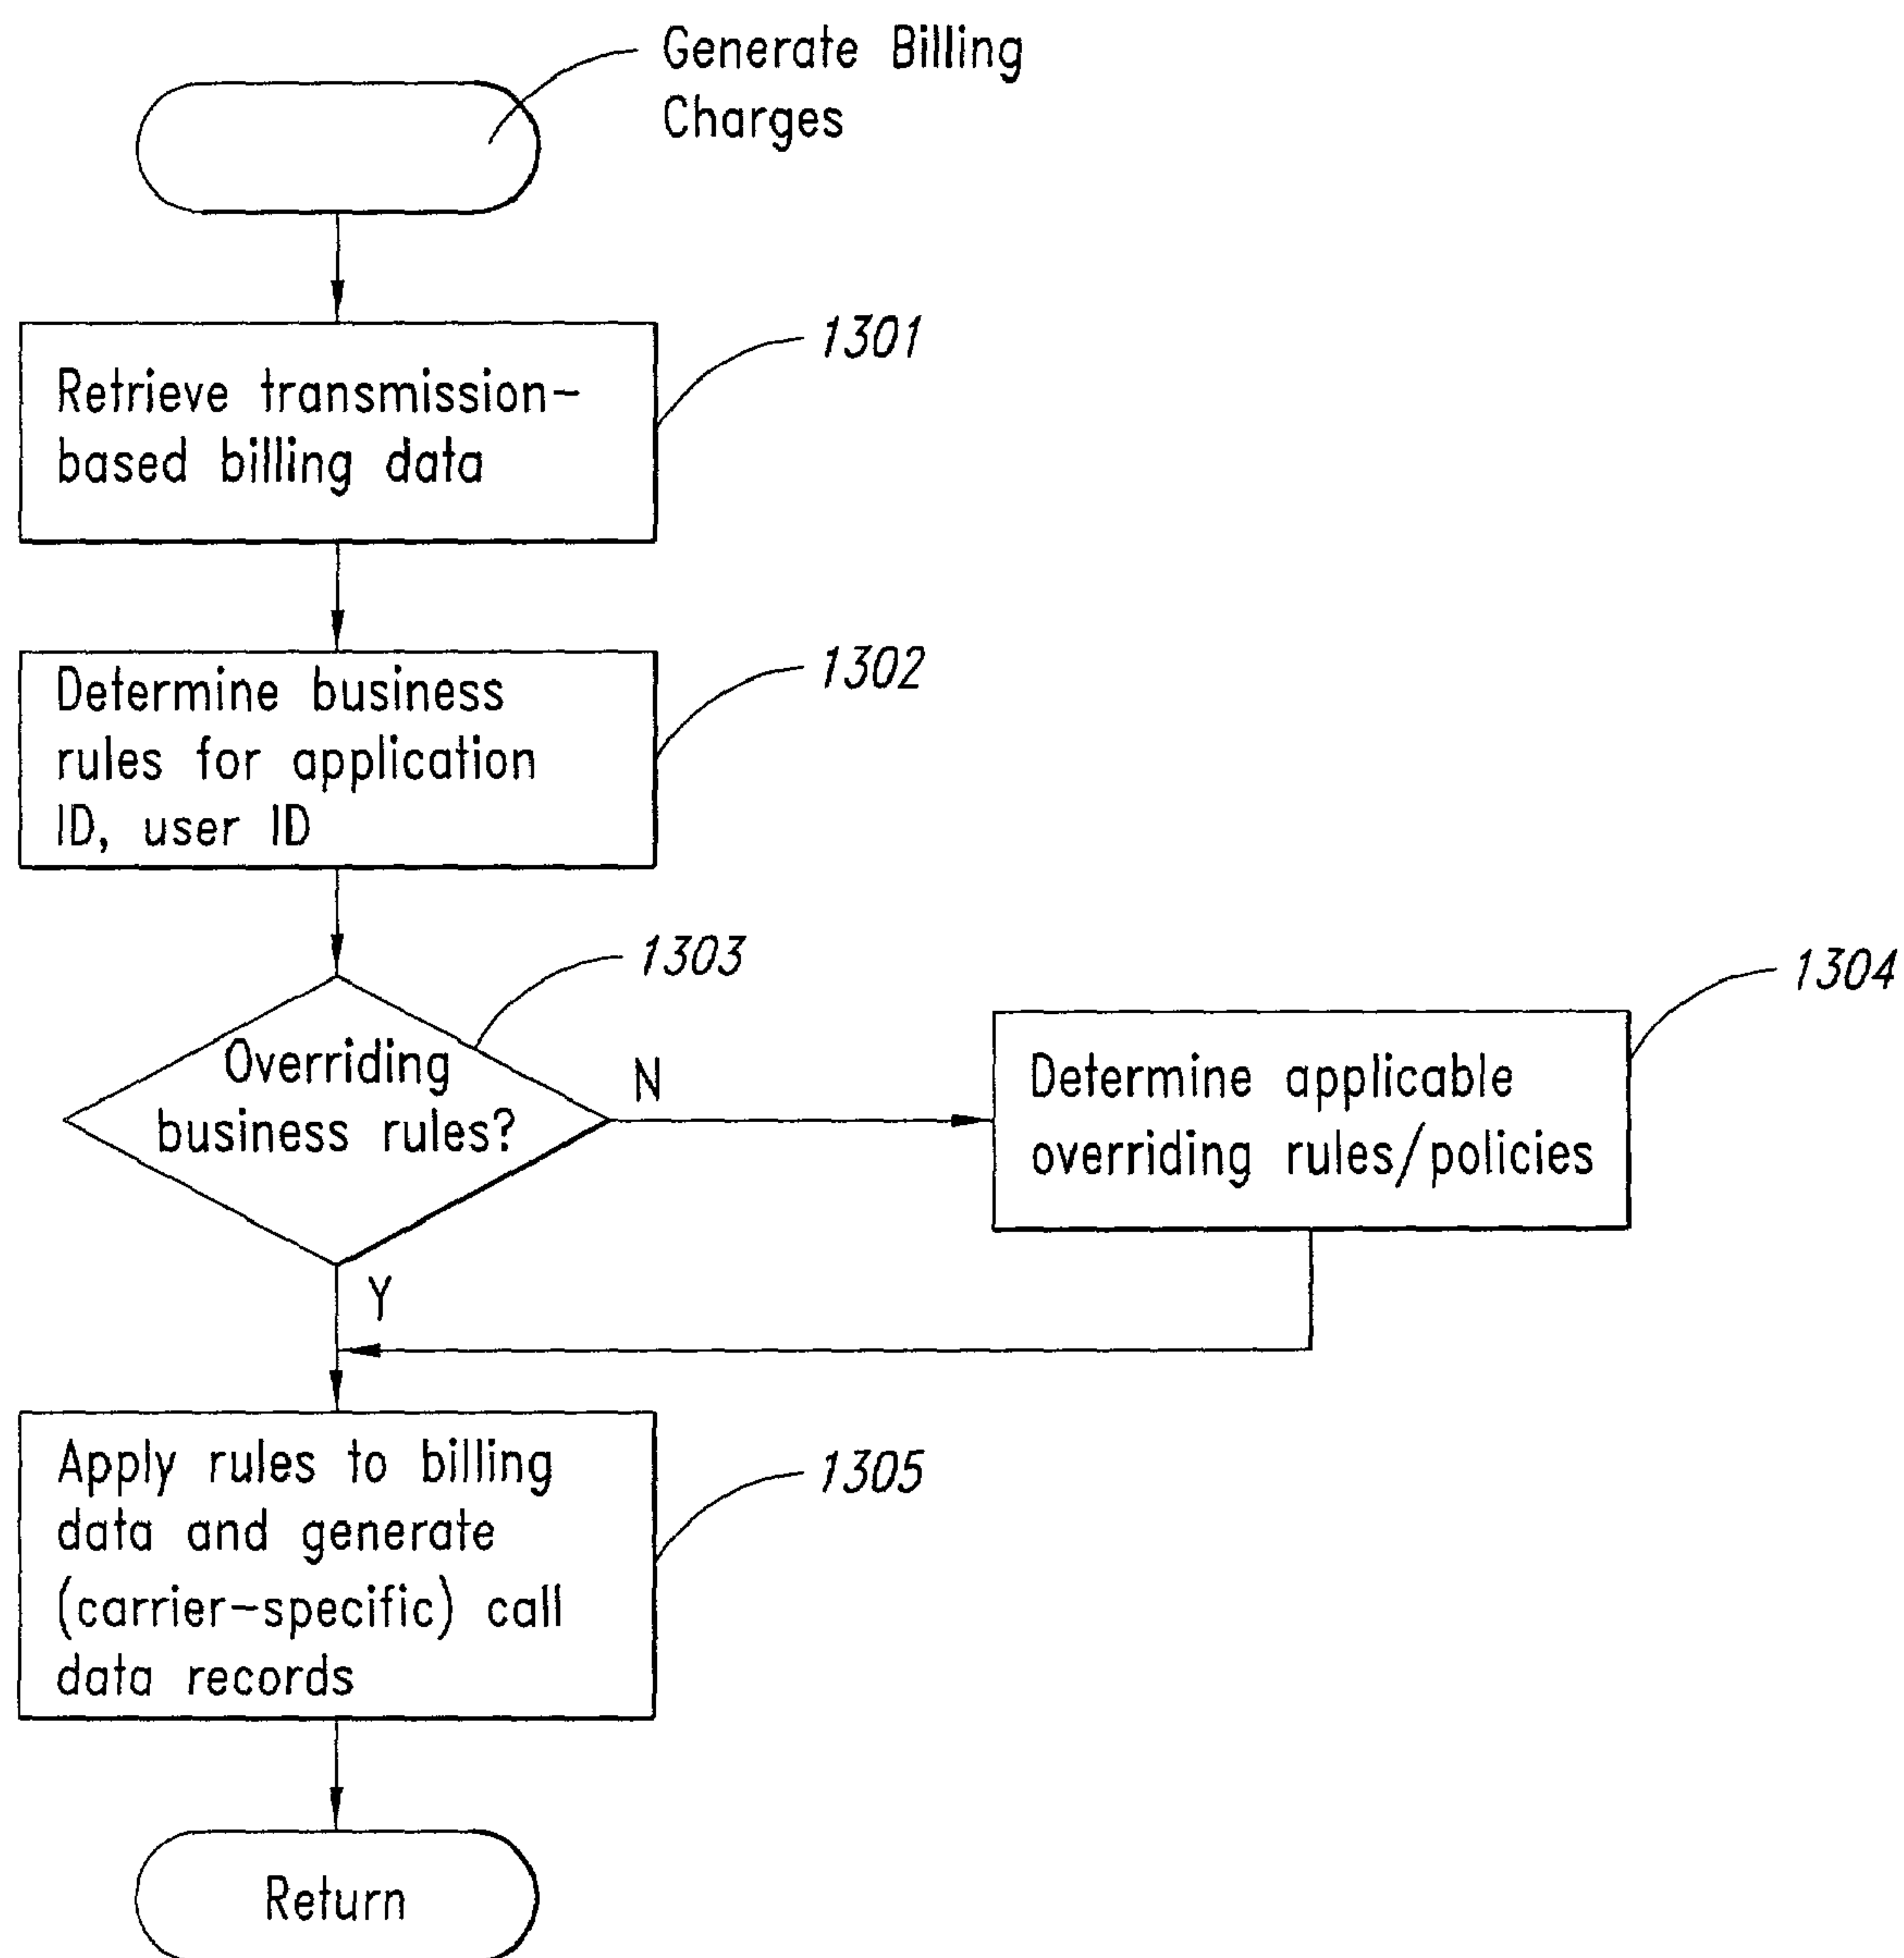 Generate Billing
Charges
1301
Retrieve transmission-
based billing data
1302
Determine business
rules for application
ID, user ID
1303
Overriding
business rules?
N
1304
Determine applicable
overriding rules/policies
Y
1305
Apply rules to billing
data and generate
(carrier-specific) call
data records
Return